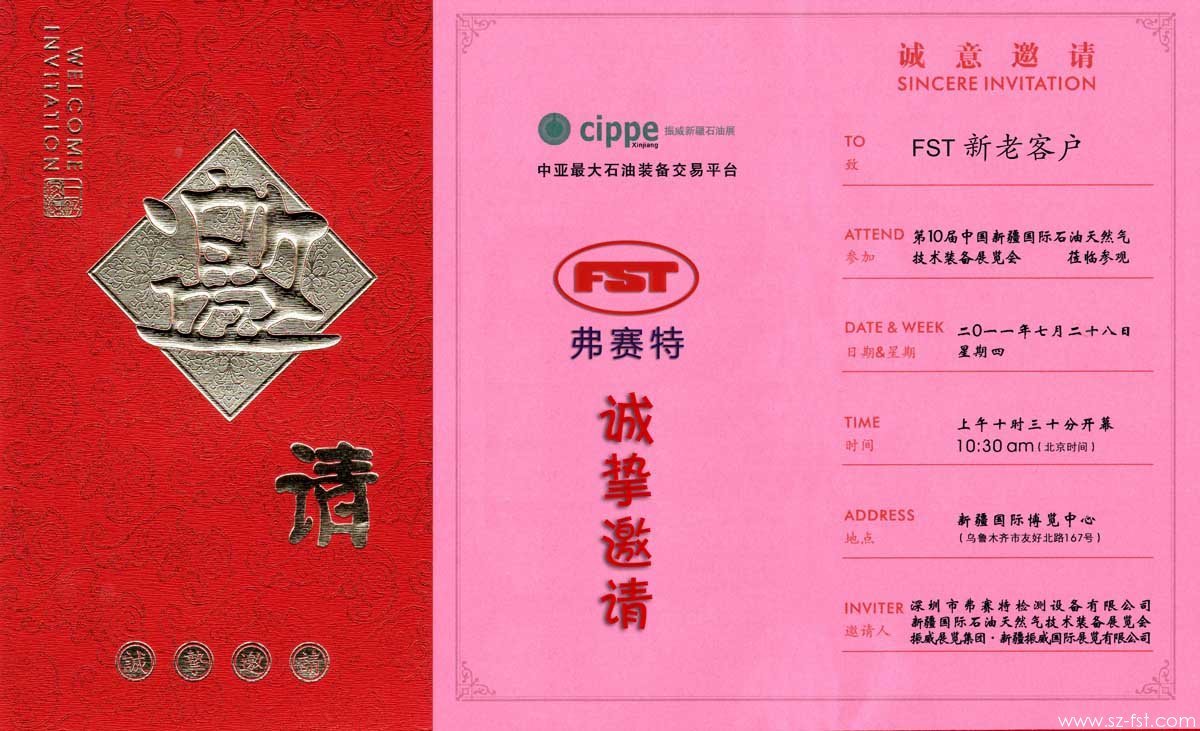 WELCOME
INVITATION
邀
请
誠 摯 邀 請
cippe 振威新疆石油展
Xinjiang
中亚最大石油装备交易平台
FST
弗赛特
诚
挚
邀
请
诚意邀请
SINCERE INVITATION
TO
致
FST 新老客户
ATTEND
参加
第10届中国新疆国际石油天然气
技术装备展览会 莅临参观
DATE & WEEK
日期&星期
二〇一一年七月二十八日
星期四
TIME
时间
上午十时三十分开幕
10:30 am (北京时间)
ADDRESS
地点
新疆国际博览中心
(乌鲁木齐市友好北路167号)
INVITER
邀请人
深圳市弗赛特检测设备有限公司
新疆国际石油天然气技术装备展览会
振威展览集团·新疆振威国际展览有限公司
www.sz-fst.com